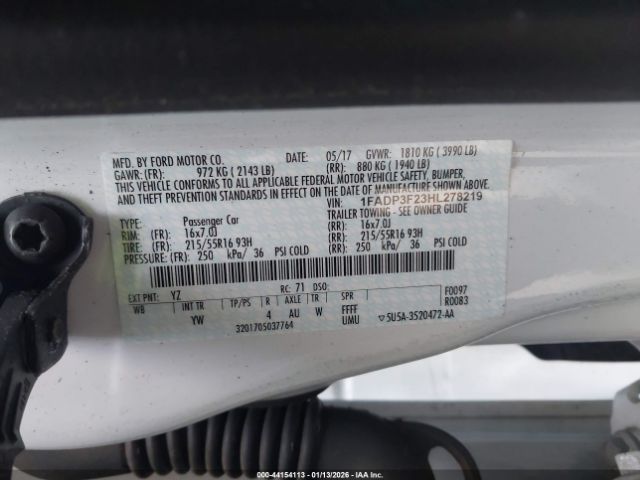 MFD. BY FORD MOTOR CO. DATE: 05/17 GVWR: 1810 KG ( 3990 LB)
GAWR: (FR): 972 KG ( 2143 LB) (RR): 880 KG ( 1940 LB)
THIS VEHICLE CONFORMS TO ALL APPLICABLE FEDERAL MOTOR VEHICLE SAFETY, BUMPER,
AND THEFT PREVENTION STANDARDS IN EFFECT ON THE DATE OF MANUFACTURE SHOWN ABOVE.
VIN: 1FADP3F23HL278219
TYPE: Passenger Car TRAILER TOWING - SEE OWNER GUIDE
RIM: (FR): 16x7.0J (RR): 16x7.0J
TIRE: (FR): 215/55R16 93H (RR): 215/55R16 93H
PRESSURE: (FR): 250 kPa/ 36 PSI COLD (RR): 250 kPa/ 36 PSI COLD
EXT PNT: YZ RC: 71 DSO: F0097
WB INT TR TP/PS R AXLE TR SPR R0083
YW 4 AU W FFFF
3201705037764 UMU ▽5U5A-3520472-AA
000-44154113 - 01/13/2026 - IAA